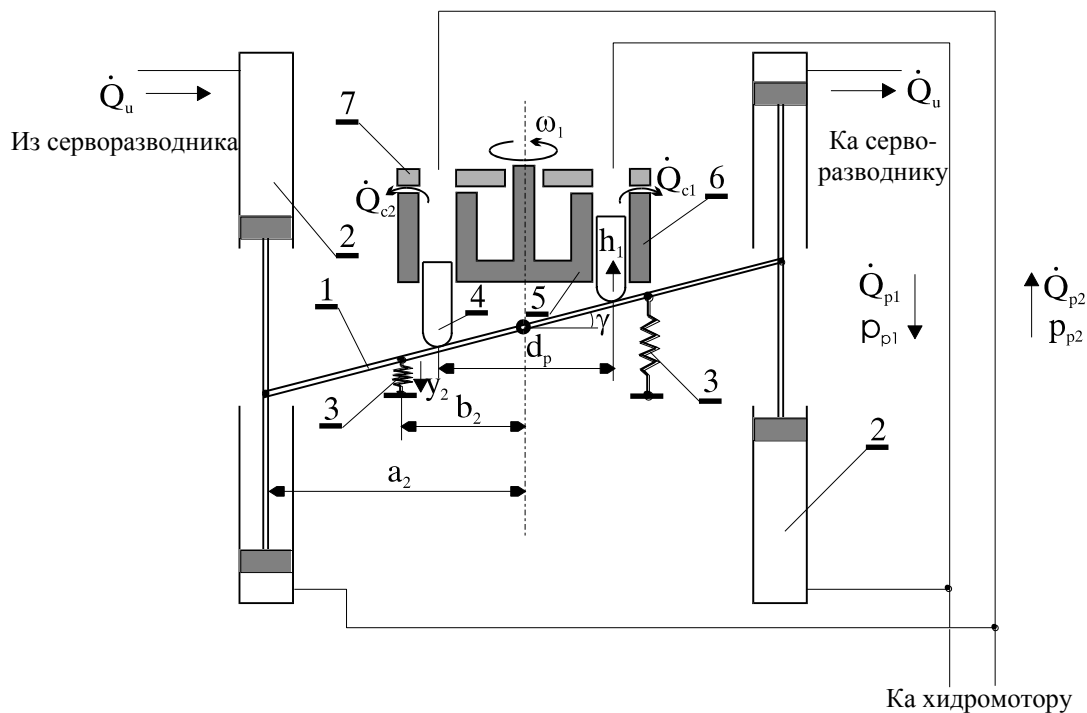 Q̇u
Из серворазводника
2
7
ω1
Q̇c2
Q̇c1
6
Q̇u
Ка серво-
разводнику
h1
1
4
5
γ
dp
3
y2
3
b2
a2
Q̇p1
pp1
Q̇p2
pp2
2
Ка хидромотору